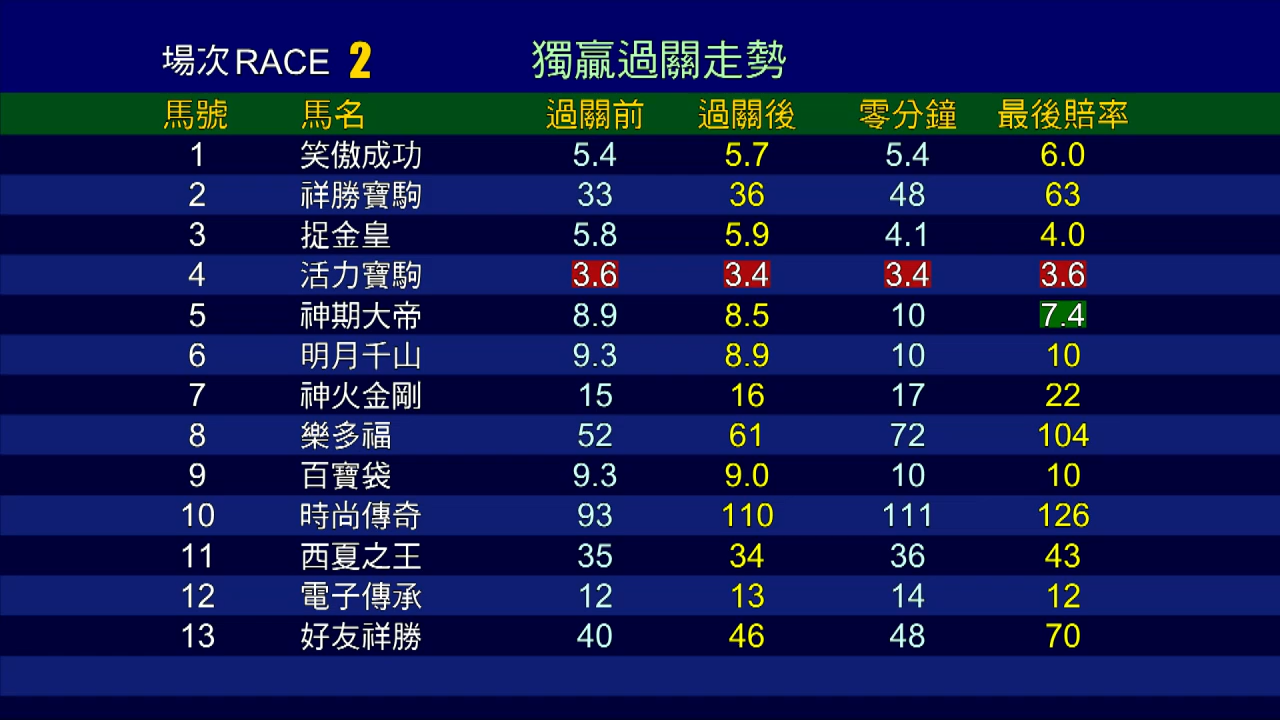 場次RACE 2 獨贏過關走勢
馬號 馬名 過關前 過關後 零分鐘 最後賠率
1 笑傲成功 5.4 5.7 5.4 6.0
2 祥勝寶駒 33 36 48 63
3 捉金皇 5.8 5.9 4.1 4.0
4 活力寶駒 3.6 3.4 3.4 3.6
5 神期大帝 8.9 8.5 10 7.4
6 明月千山 9.3 8.9 10 10
7 神火金剛 15 16 17 22
8 樂多福 52 61 72 104
9 百寶袋 9.3 9.0 10 10
10 時尚傳奇 93 110 111 126
11 西夏之王 35 34 36 43
12 電子傳承 12 13 14 12
13 好友祥勝 40 46 48 70